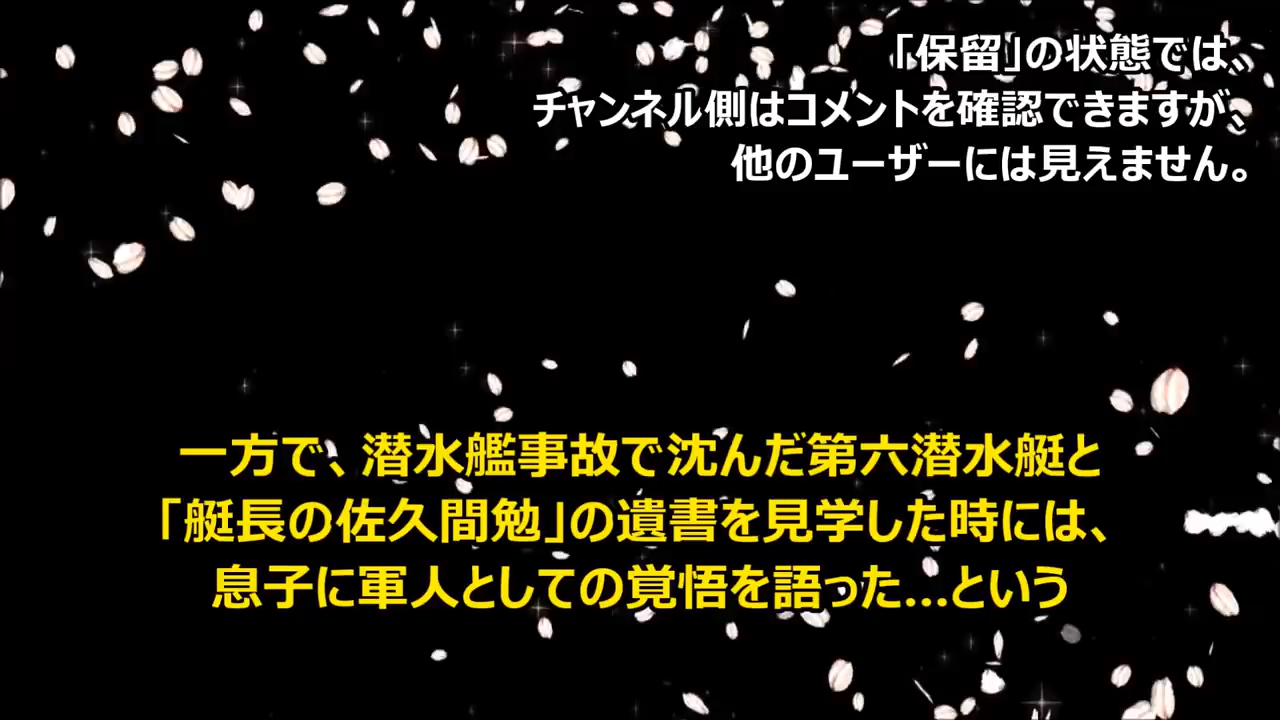 「保留」の状態では、
チャンネル側はコメントを確認できますが、
他のユーザーには見えません。
一方で、潜水艦事故で沈んだ第六潜水艇と
「艇長の佐久間勉」の遺書を見学した時には、
息子に軍人としての覚悟を語った…という